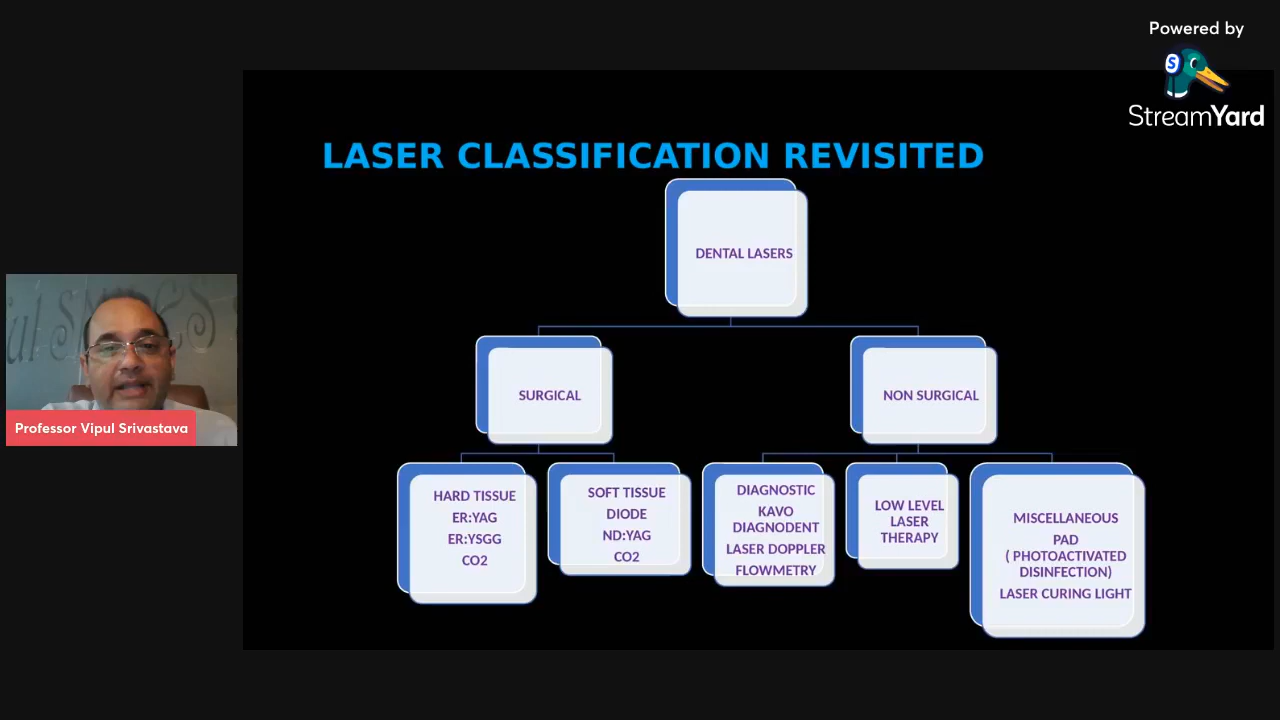 Powered by
StreamYard
LASER CLASSIFICATION REVISITED
DENTAL LASERS
SURGICAL
NON SURGICAL
HARD TISSUE
ER:YAG
ER:YSGG
CO2
SOFT TISSUE
DIODE
ND:YAG
CO2
DIAGNOSTIC
KAVO
DIAGNODENT
LASER DOPPLER
FLOWMETRY
LOW LEVEL
LASER
THERAPY
MISCELLANEOUS
PAD
( PHOTOACTIVATED
DISINFECTION)
LASER CURING LIGHT
Professor Vipul Srivastava